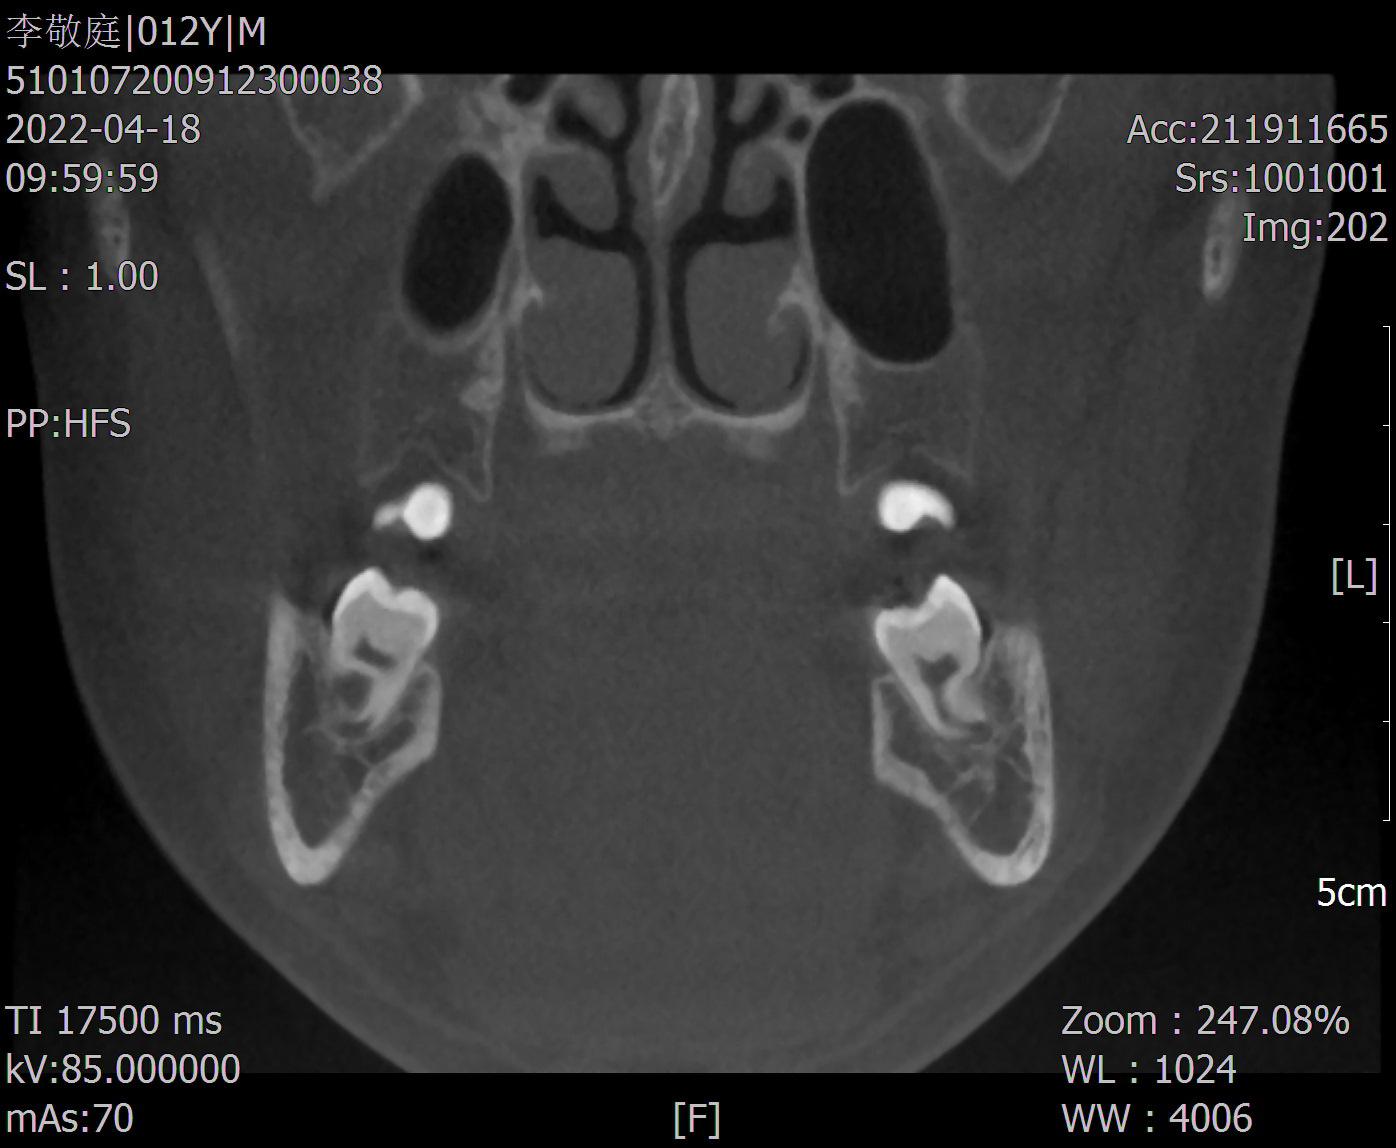 李敬庭|012Y|M
510107200912300038
2022-04-18
09:59:59
SL : 1.00
PP:HFS
Acc:211911665
Srs:1001001
Img:202
[L]
5cm
TI 17500 ms
kV:85.000000
mAs:70
[F]
Zoom : 247.08%
WL : 1024
WW : 4006